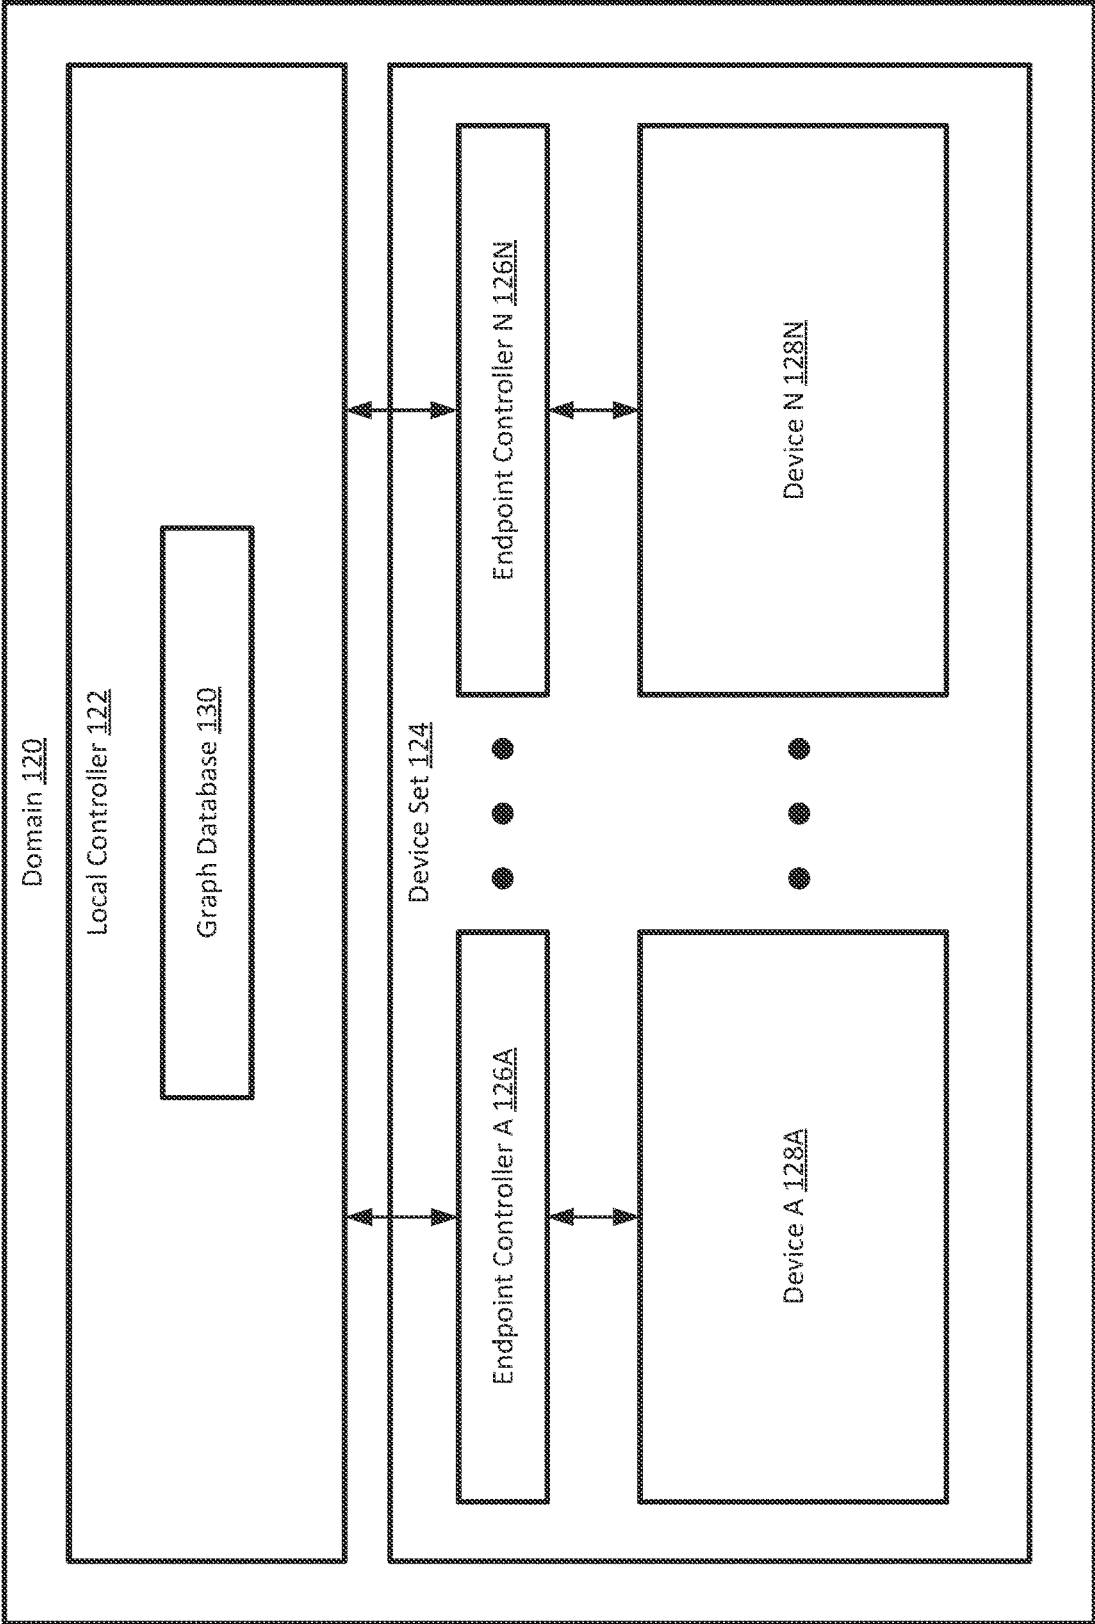 Domain 120
Local Controller 122
Graph Database 130
Device Set 124
Endpoint Controller A 126A
Endpoint Controller N 126N
Device A 128A
Device N 128N